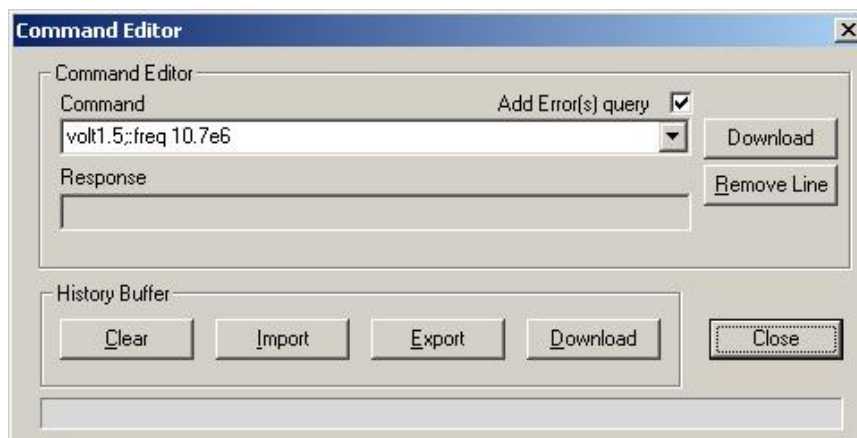 Command Editor
Command Editor
Command
Add Error(s) query
volt1.5;:freq 10.7e6
Download
Response
Remove Line
History Buffer
Clear
Import
Export
Download
Close